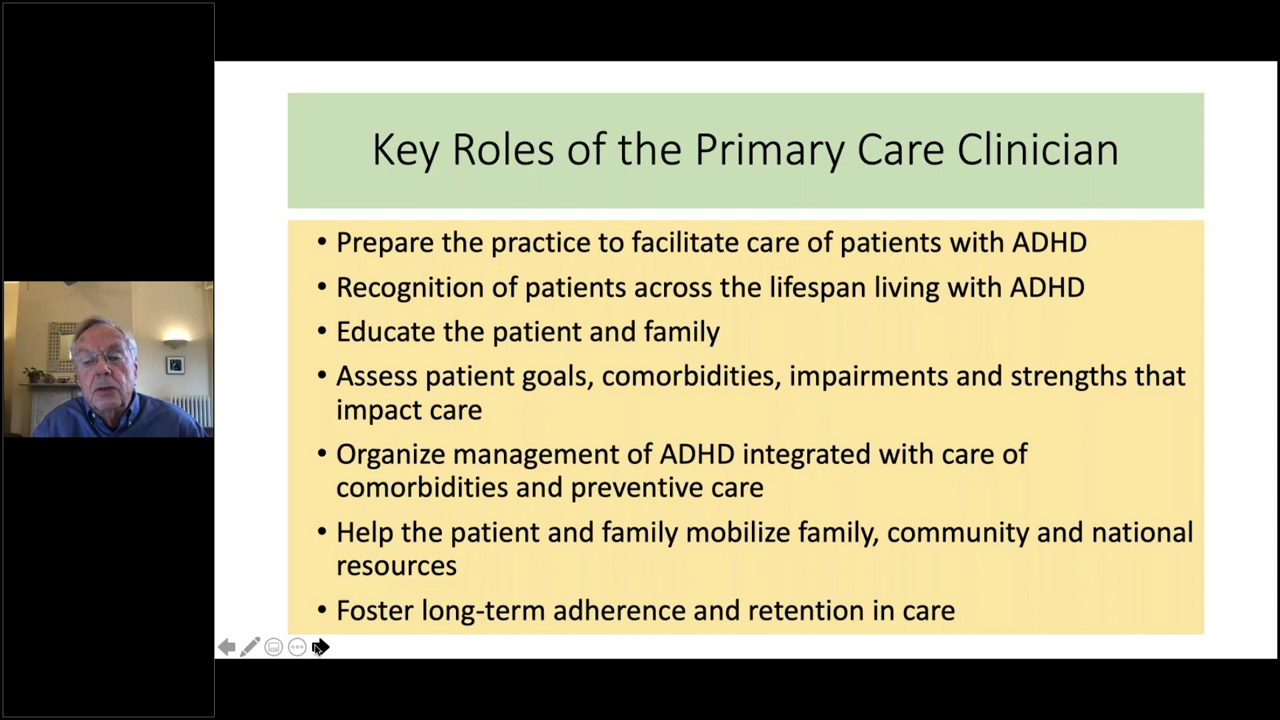 Key Roles of the Primary Care Clinician
• Prepare the practice to facilitate care of patients with ADHD
• Recognition of patients across the lifespan living with ADHD
• Educate the patient and family
• Assess patient goals, comorbidities, impairments and strengths that
impact care
• Organize management of ADHD integrated with care of
comorbidities and preventive care
• Help the patient and family mobilize family, community and national
resources
• Foster long-term adherence and retention in care